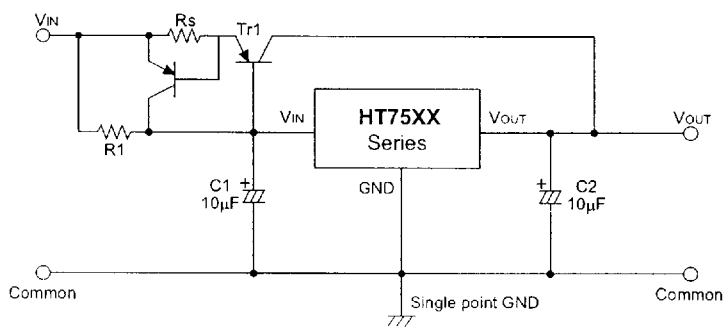 VIN
Rs
Tr1
R1
VIN
HT75XX
Series
VOUT
VOUT
GND
C1
+
10μF
C2
+
10μF
Common
Single point GND
Common